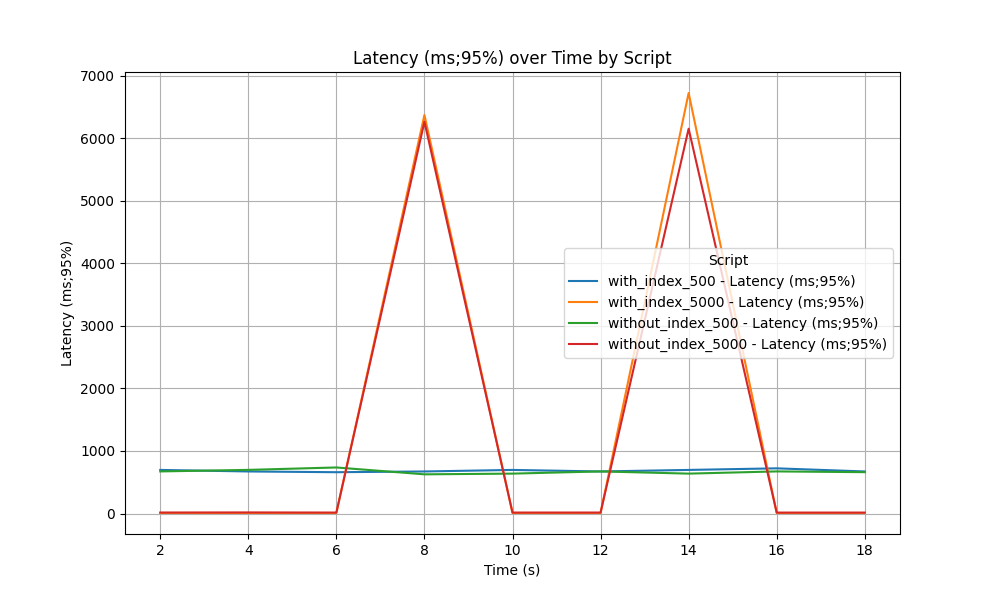 Latency (ms;95%) over Time by Script
Latency (ms;95%)
7000
6000
5000
4000
3000
2000
1000
0
Script
with_index_500 - Latency (ms;95%)
with_index_5000 - Latency (ms;95%)
without_index_500 - Latency (ms;95%)
without_index_5000 - Latency (ms;95%)
2 4 6 8 10 12 14 16 18
Time (s)